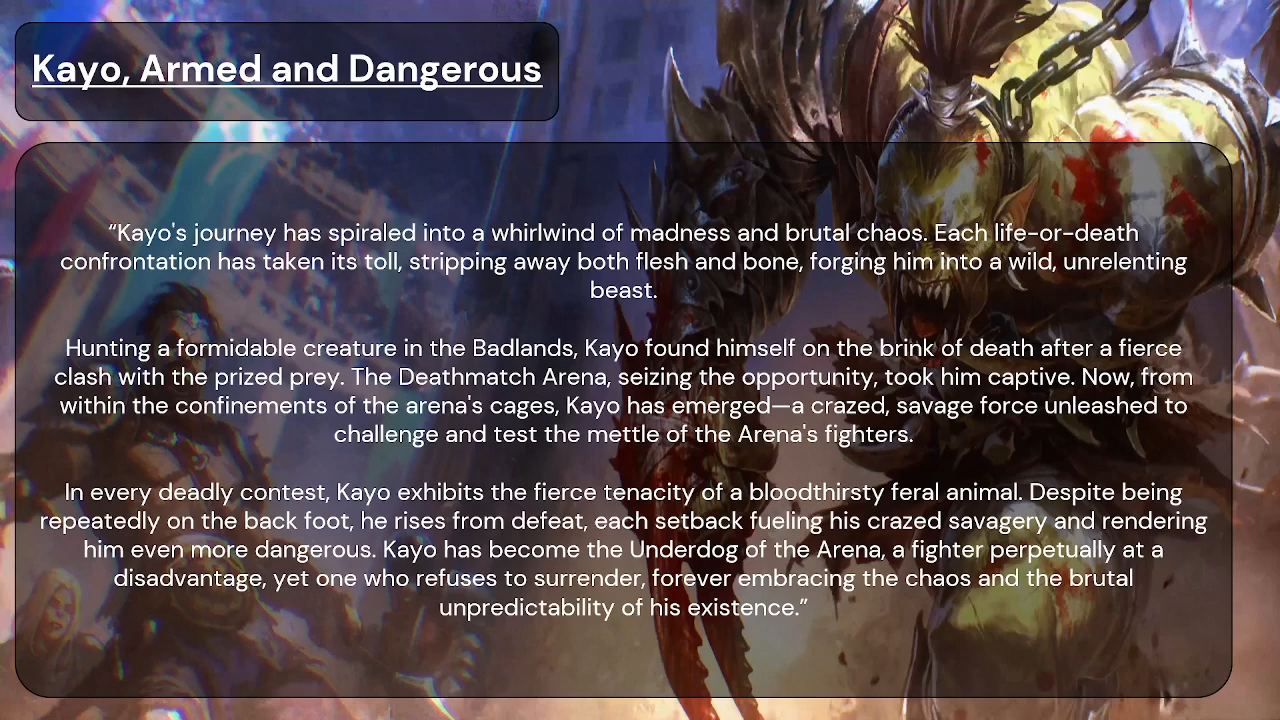 Kayo, Armed and Dangerous
“Kayo's journey has spiraled into a whirlwind of madness and brutal chaos. Each life-or-death
confrontation has taken its toll, stripping away both flesh and bone, forging him into a wild, unrelenting
beast.
Hunting a formidable creature in the Badlands, Kayo found himself on the brink of death after a fierce
clash with the prized prey. The Deathmatch Arena, seizing the opportunity, took him captive. Now, from
within the confinements of the arena's cages, Kayo has emerged—a crazed, savage force unleashed to
challenge and test the mettle of the Arena's fighters.
In every deadly contest, Kayo exhibits the fierce tenacity of a bloodthirsty feral animal. Despite being
repeatedly on the back foot, he rises from defeat, each setback fueling his crazed savagery and rendering
him even more dangerous. Kayo has become the Underdog of the Arena, a fighter perpetually at a
disadvantage, yet one who refuses to surrender, forever embracing the chaos and the brutal
unpredictability of his existence.”